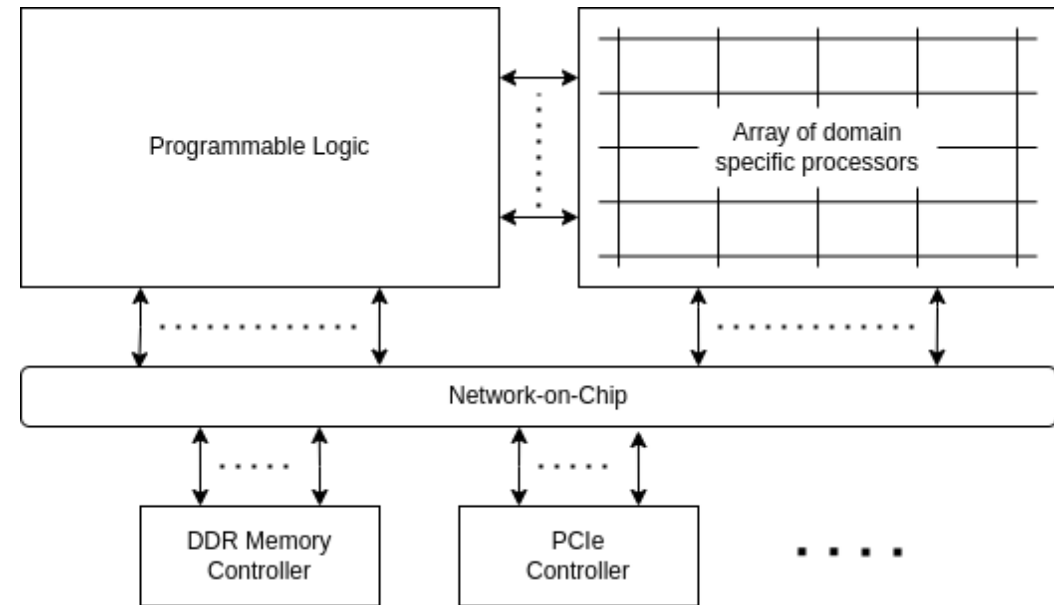 Programmable Logic
Array of domain
specific processors
Network-on-Chip
DDR Memory
Controller
PCIe
Controller